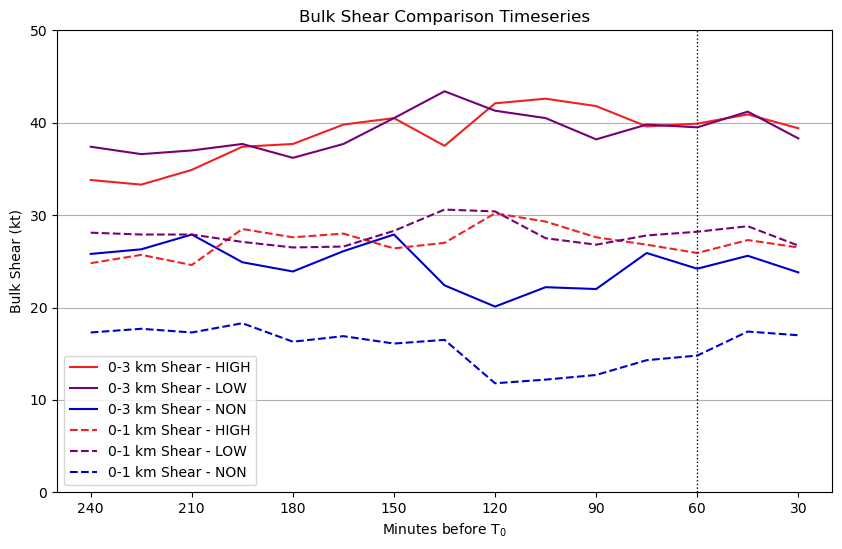 Bulk Shear Comparison Timeseries
50
40
30
20
10
0
Bulk Shear (kt)
0-3 km Shear - HIGH
0-3 km Shear - LOW
0-3 km Shear - NON
0-1 km Shear - HIGH
0-1 km Shear - LOW
0-1 km Shear - NON
240 210 180 150 120 90 60 30
Minutes before T₀